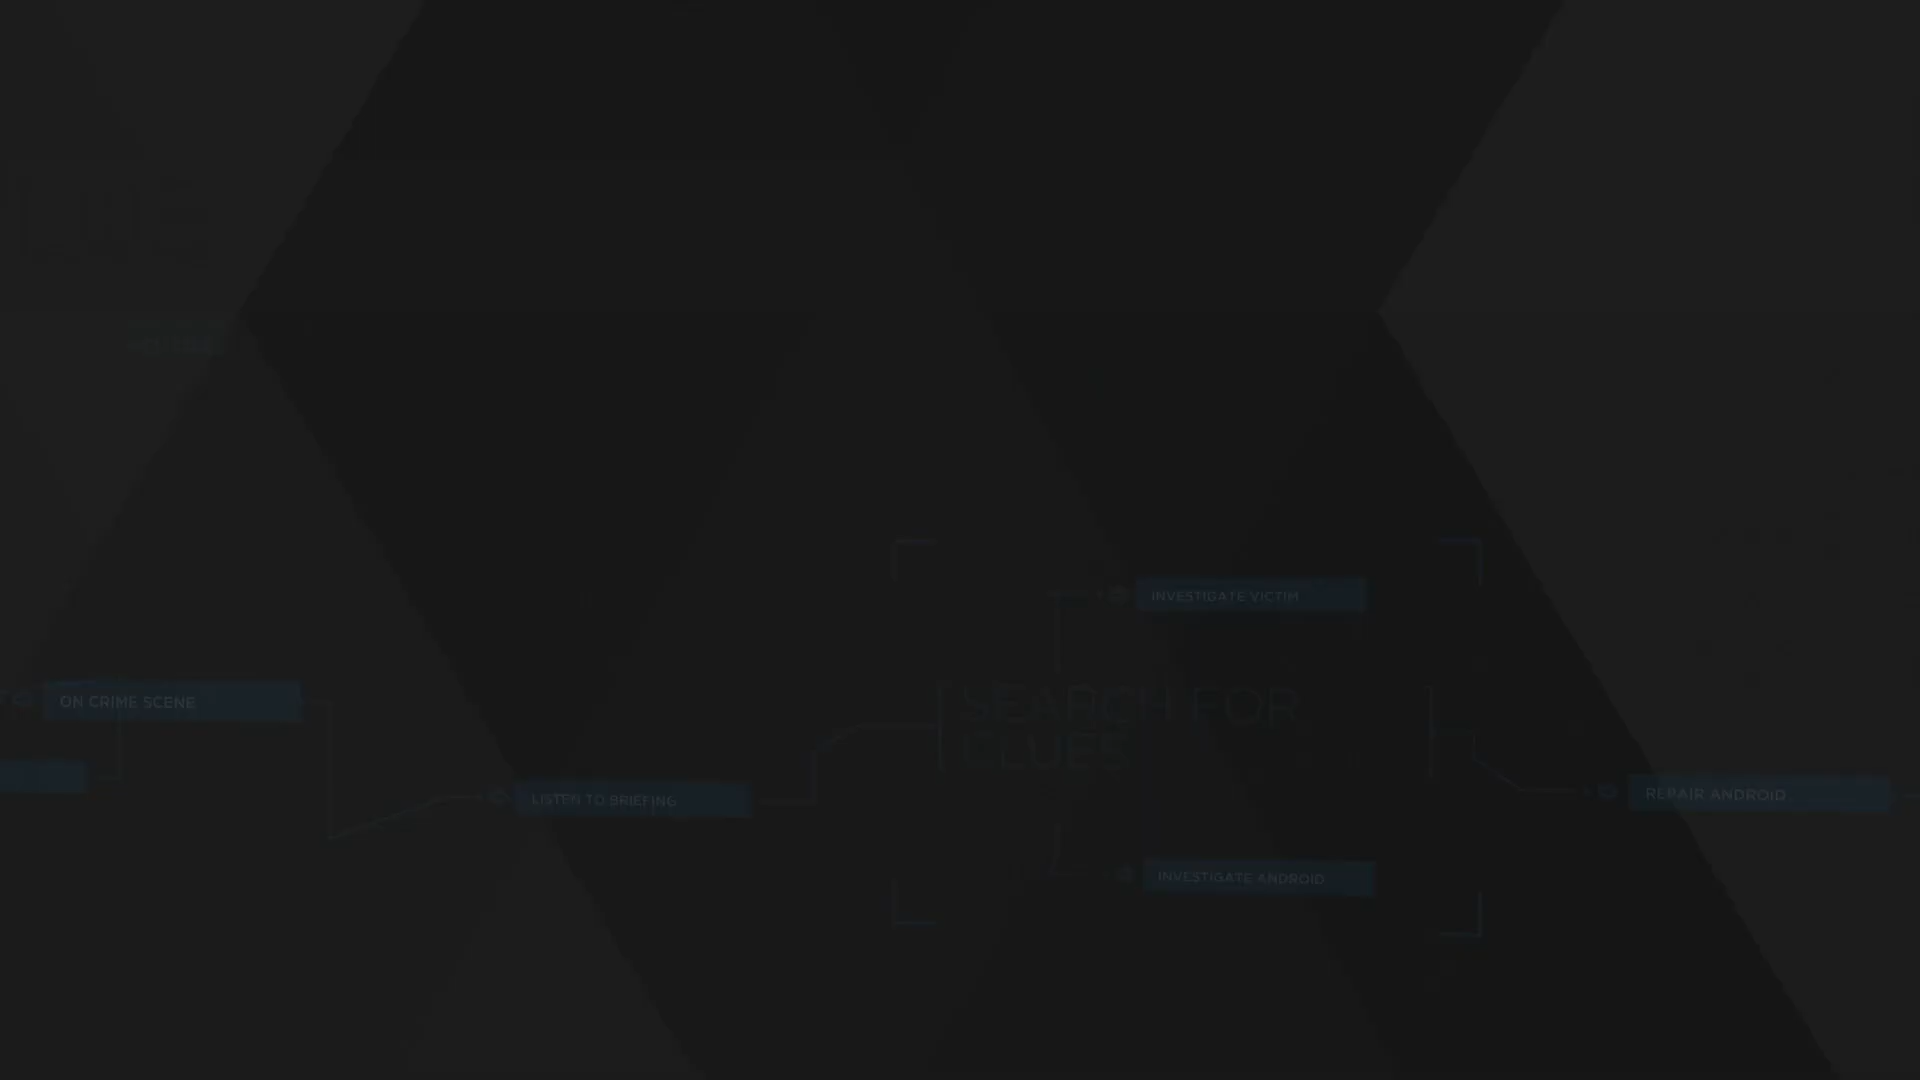 INVESTIGATE VICTIM
ON CRIME SCENE
SEARCH FOR
CLUES
LISTEN TO BRIEFING
REPAIR ANDROID
INVESTIGATE ANDROID